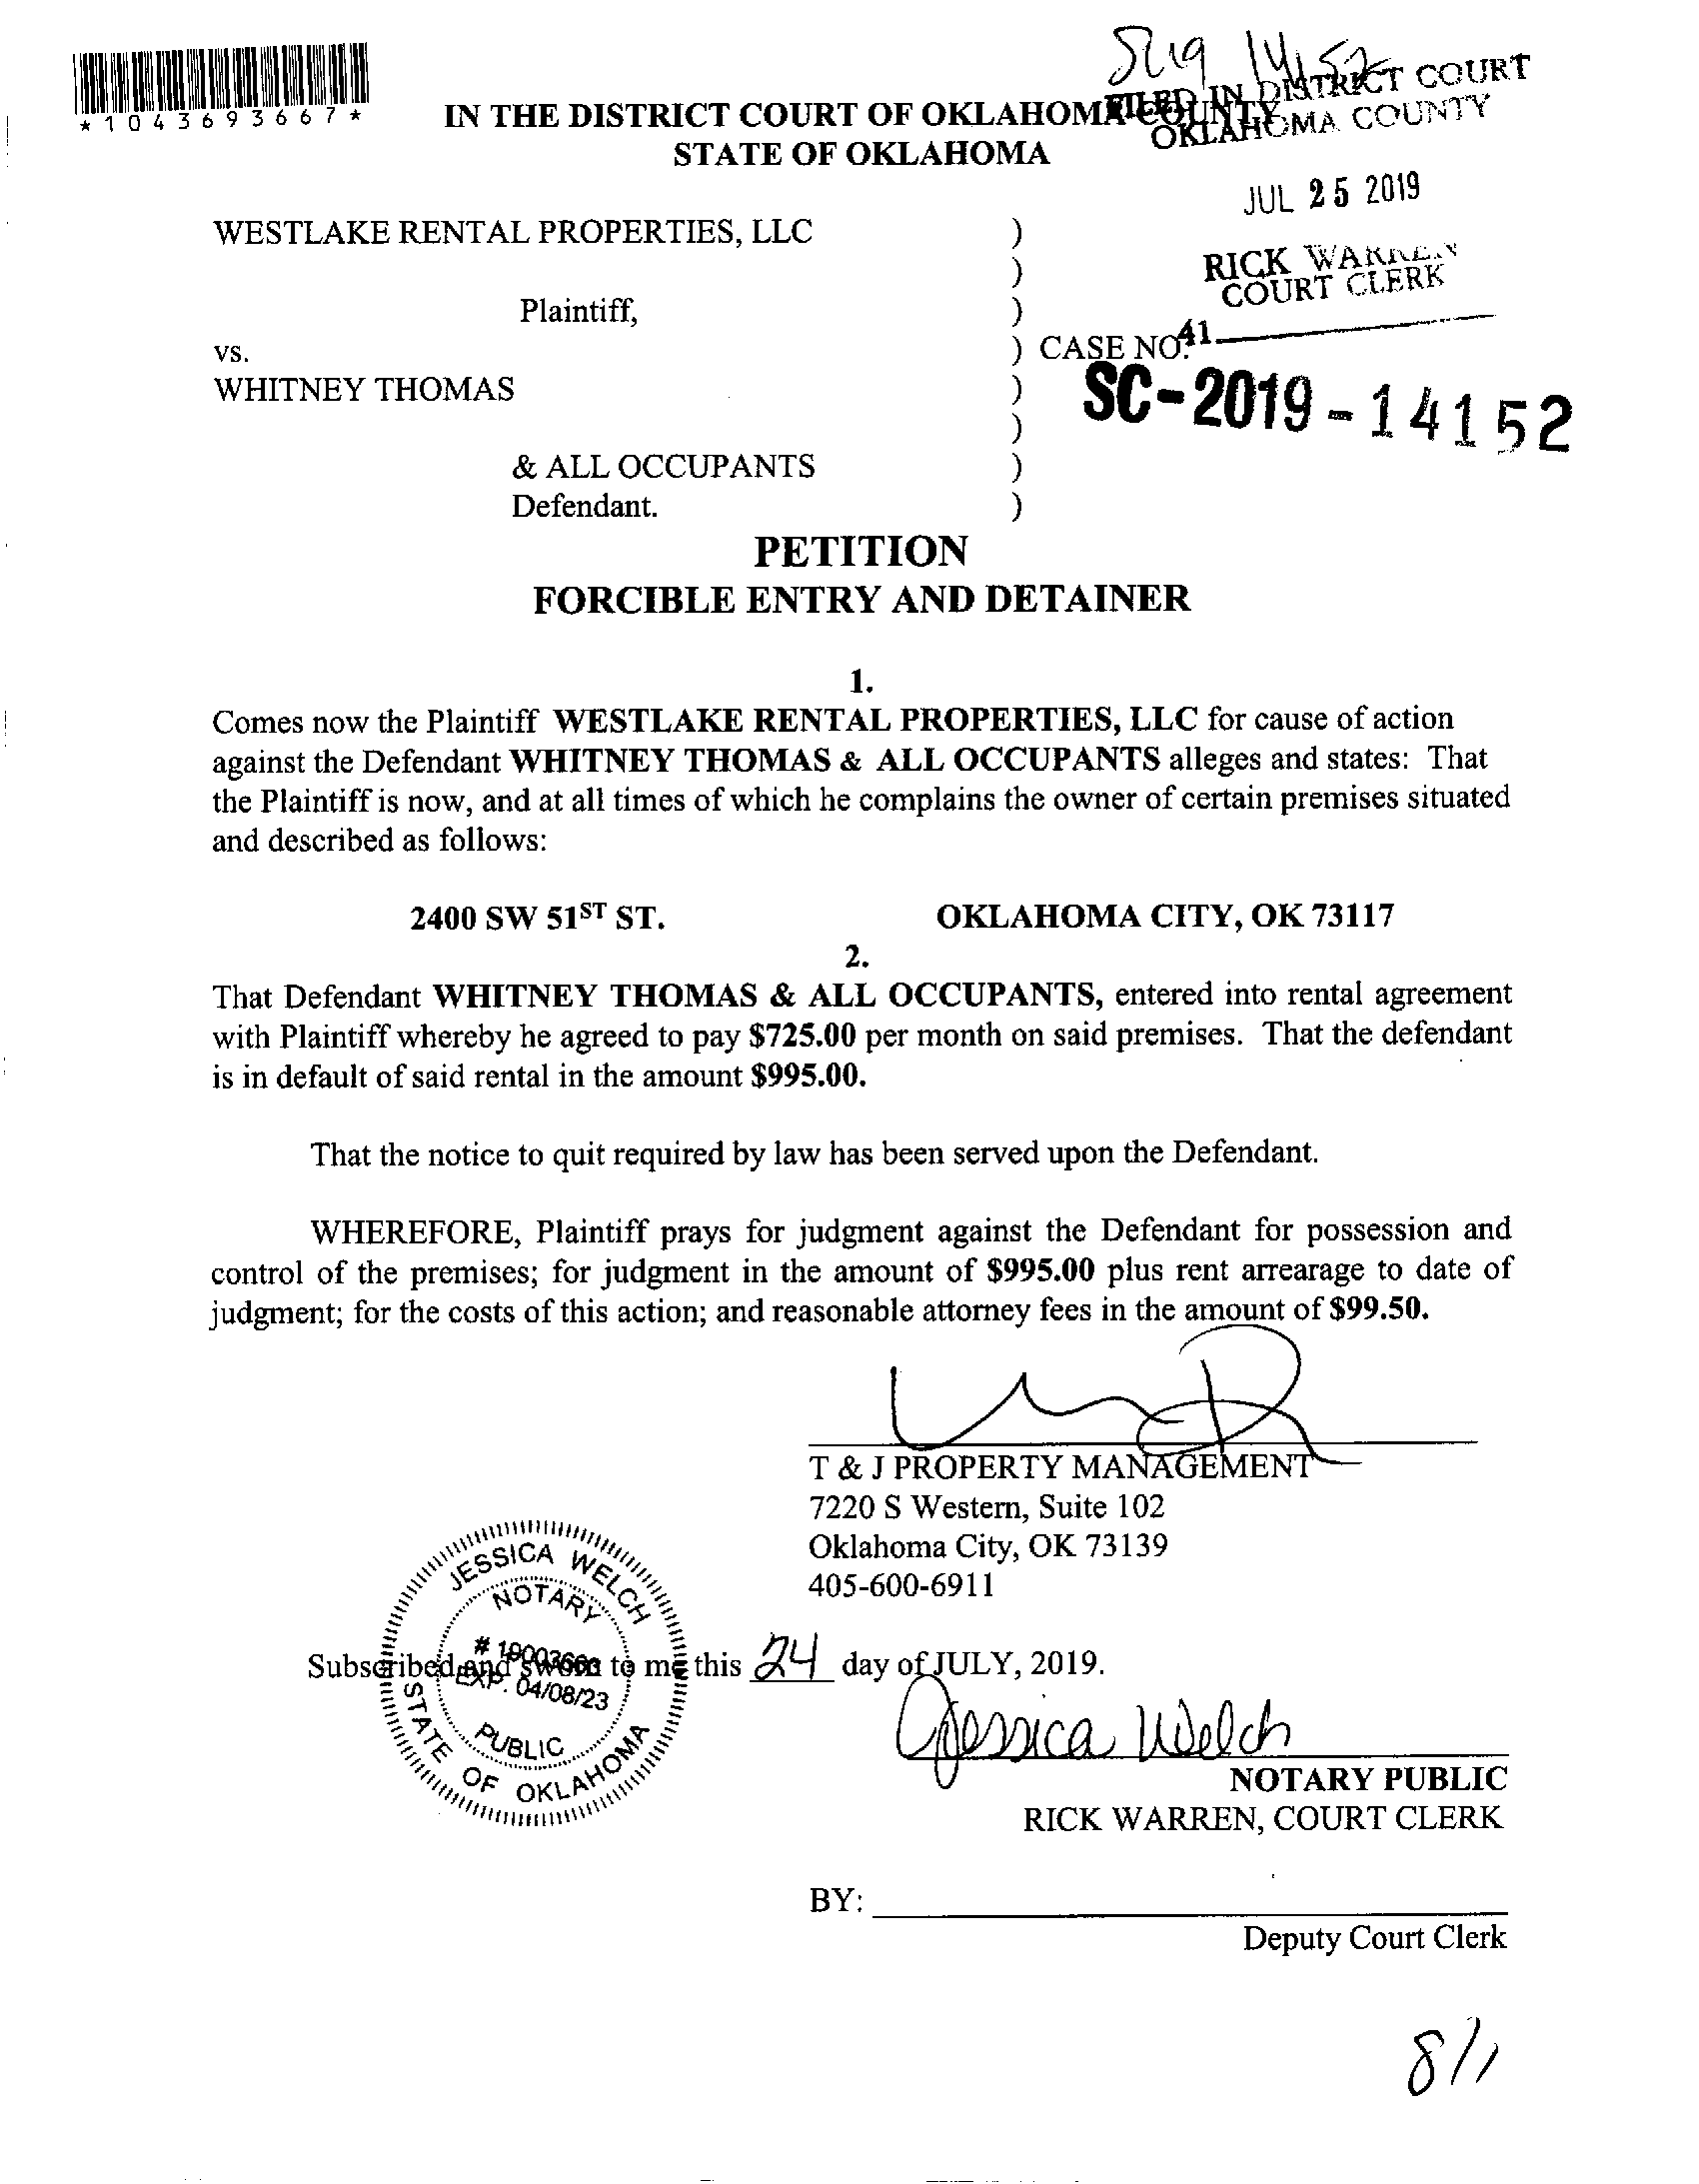 *1043693667*
IN THE DISTRICT COURT OF OKLAHOMA COUNTY
STATE OF OKLAHOMA
FILED IN DISTRICT COURT
OKLAHOMA COUNTY
JUL 25 2019
RICK WARREN
COURT CLERK
41
WESTLAKE RENTAL PROPERTIES, LLC )
)
Plaintiff, )
vs. ) CASE NO.
SC-2019-14152
WHITNEY THOMAS )
)
& ALL OCCUPANTS )
Defendant. )
PETITION
FORCIBLE ENTRY AND DETAINER
1.
Comes now the Plaintiff WESTLAKE RENTAL PROPERTIES, LLC for cause of action
against the Defendant WHITNEY THOMAS & ALL OCCUPANTS alleges and states: That
the Plaintiff is now, and at all times of which he complains the owner of certain premises situated
and described as follows:
2400 SW 51ST ST. OKLAHOMA CITY, OK 73117
2.
That Defendant WHITNEY THOMAS & ALL OCCUPANTS, entered into rental agreement
with Plaintiff whereby he agreed to pay $725.00 per month on said premises. That the defendant
is in default of said rental in the amount $995.00.
That the notice to quit required by law has been served upon the Defendant.
WHEREFORE, Plaintiff prays for judgment against the Defendant for possession and
control of the premises; for judgment in the amount of $995.00 plus rent arrearage to date of
judgment; for the costs of this action; and reasonable attorney fees in the amount of $99.50.
T & J PROPERTY MANAGEMENT
7220 S Western, Suite 102
Oklahoma City, OK 73139
405-600-6911
JESSICA WELCH
NOTARY
EXP. 04/08/23
PUBLIC
STATE OF OKLAHOMA
Subscribed and sworn to me this 24 day of JULY, 2019.
Jessica Welch
NOTARY PUBLIC
RICK WARREN, COURT CLERK
BY:
Deputy Court Clerk
8/1